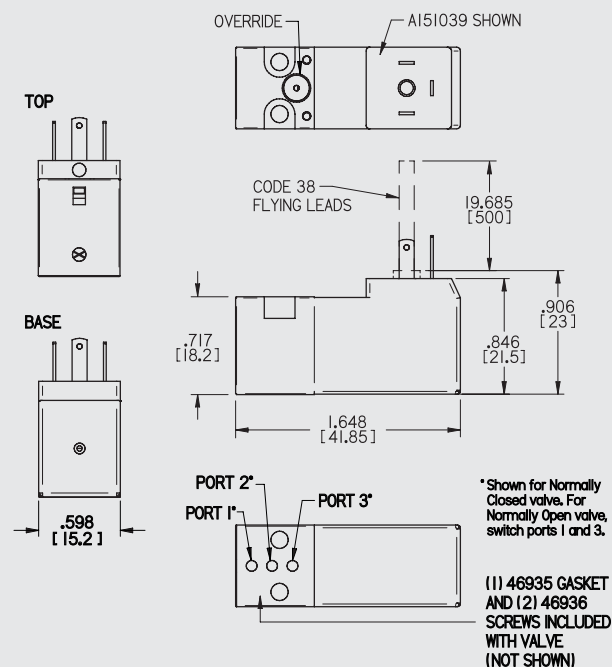 OVERRIDE
A151039 SHOWN
TOP
CODE 38
FLYING LEADS
19.685
[500]
.906
[23]
BASE
.717
[18.2]
.846
[21.5]
1.648
[41.85]
PORT 2*
PORT 1*
PORT 3*
*Shown for Normally
Closed valve. For
Normally Open valve,
switch ports 1 and 3.
.598
[15.2]
(1) 46935 GASKET
AND (2) 46936
SCREWS INCLUDED
WITH VALVE
(NOT SHOWN)